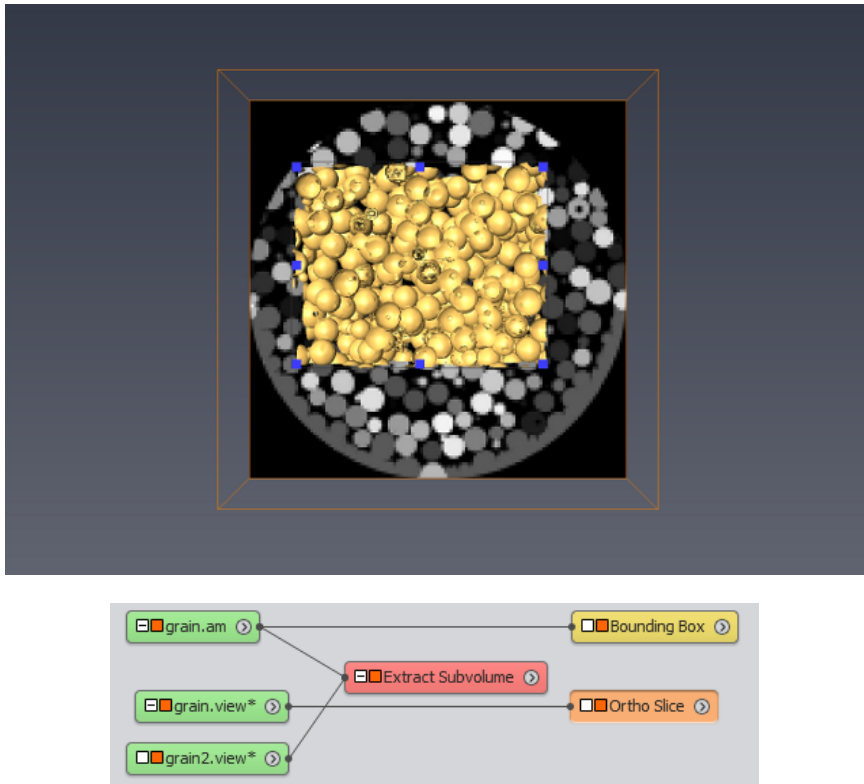 grain.am
Bounding Box
Extract Subvolume
grain.view*
Ortho Slice
grain2.view*